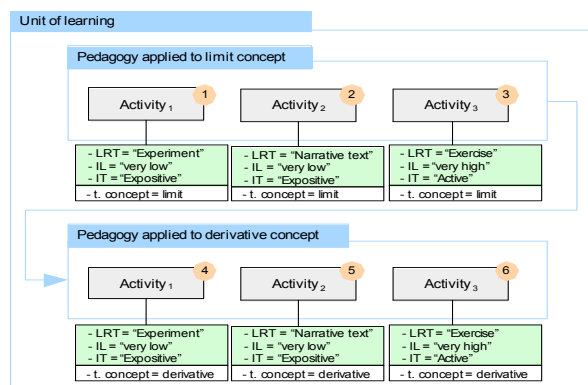 Unit of learning
Pedagogy applied to limit concept
1
2
3
Activity 1
Activity 2
Activity 3
- LRT = “Experiment”
- IL = “very low”
- IT = “Expositive”
- t. concept = limit
- LRT = “Narrative text”
- IL = “very low”
- IT = “Expositive”
- t. concept = limit
- LRT = “Exercise”
- IL = “very high”
- IT = “Active”
- t. concept = limit
Pedagogy applied to derivative concept
4
5
6
Activity 1
Activity 2
Activity 3
- LRT = “Experiment”
- IL = “very low”
- IT = “Expositive”
- t. concept = derivative
- LRT = “Narrative text”
- IL = “very low”
- IT = “Expositive”
- t. concept = derivative
- LRT = “Exercise”
- IL = “very high”
- IT = “Active”
- t. concept = derivative